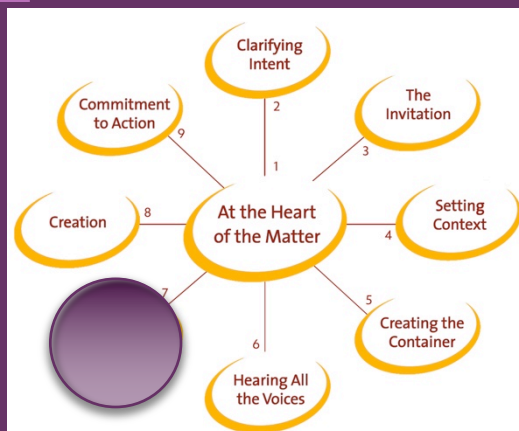 Clarifying
Intent
2
The
Invitation
3
Setting
Context
4
Creating the
Container
5
Hearing All
the Voices
6
7
Creation
8
Commitment
to Action
9
1
At the Heart
of the Matter